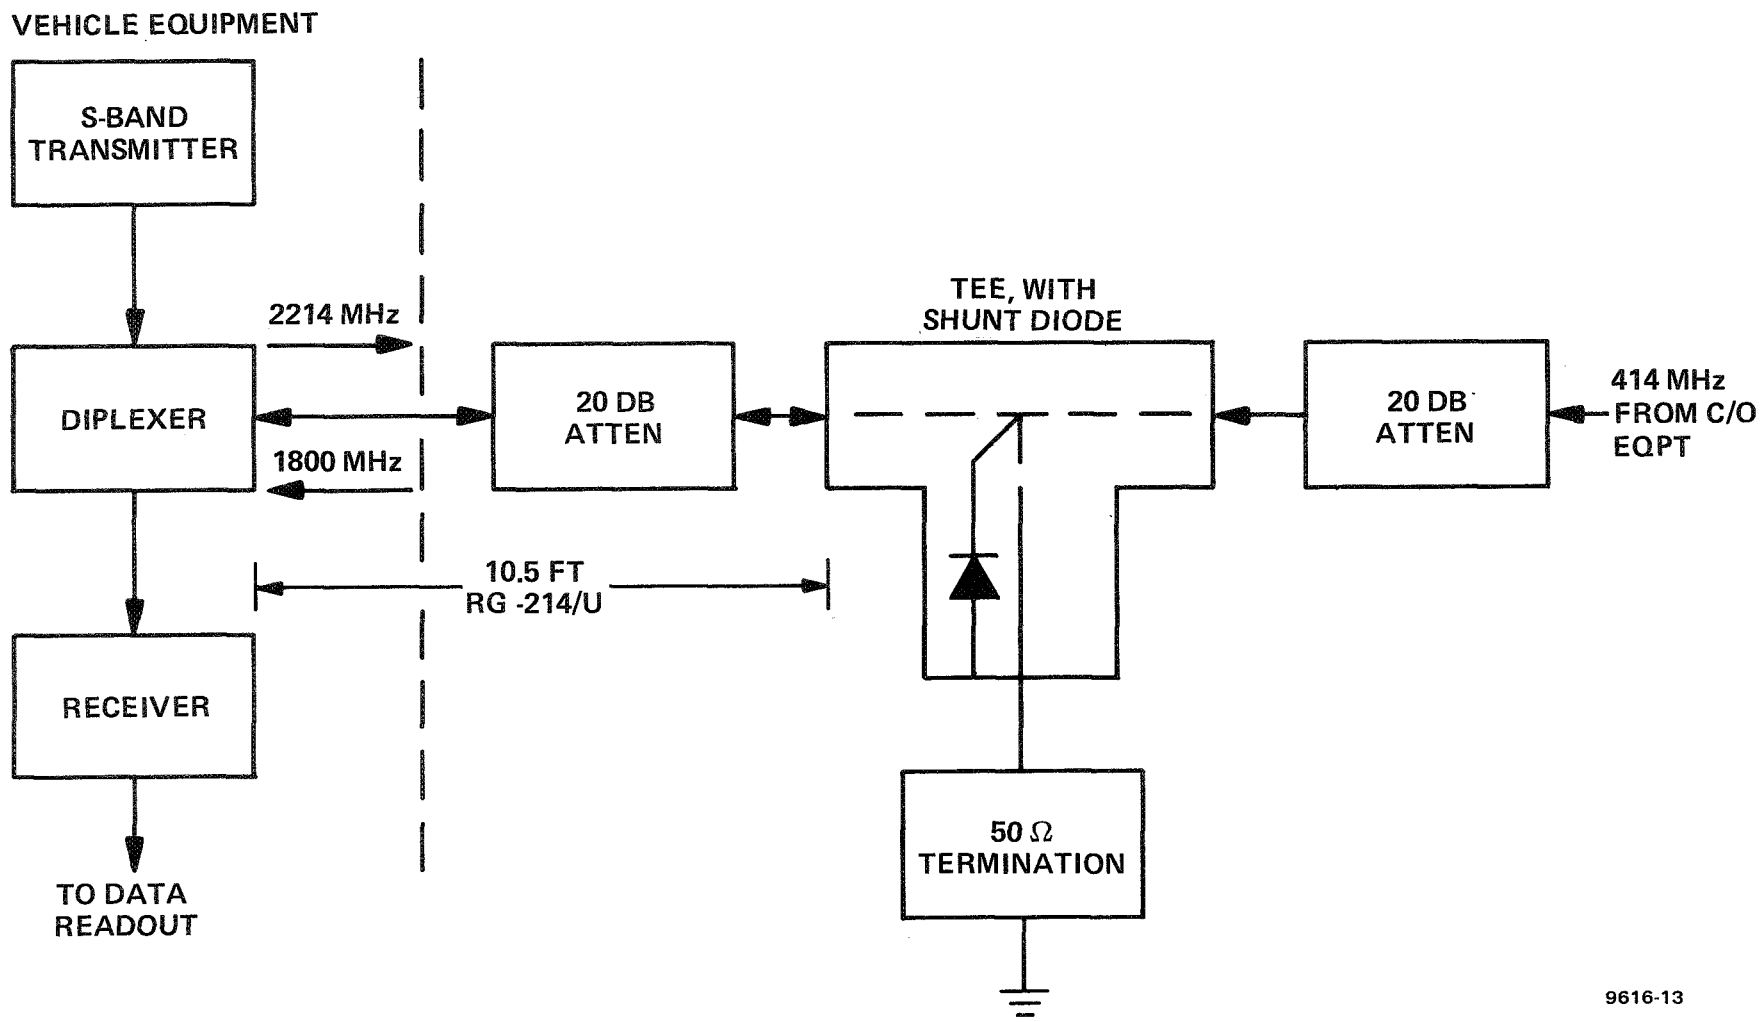 VEHICLE EQUIPMENT
S-BAND
TRANSMITTER
2214 MHz
DIPLEXER
1800 MHz
10.5 FT
RG -214/U
RECEIVER
TO DATA
READOUT
20 DB
ATTEN
TEE, WITH
SHUNT DIODE
20 DB
ATTEN
414 MHz
FROM C/O
EQPT
50 Ω
TERMINATION
9616-13